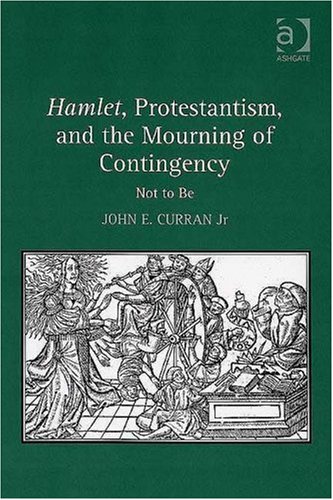 a
ASHGATE
Hamlet, Protestantism,
and the Mourning of
Contingency
Not to Be
JOHN E. CURRAN Jr